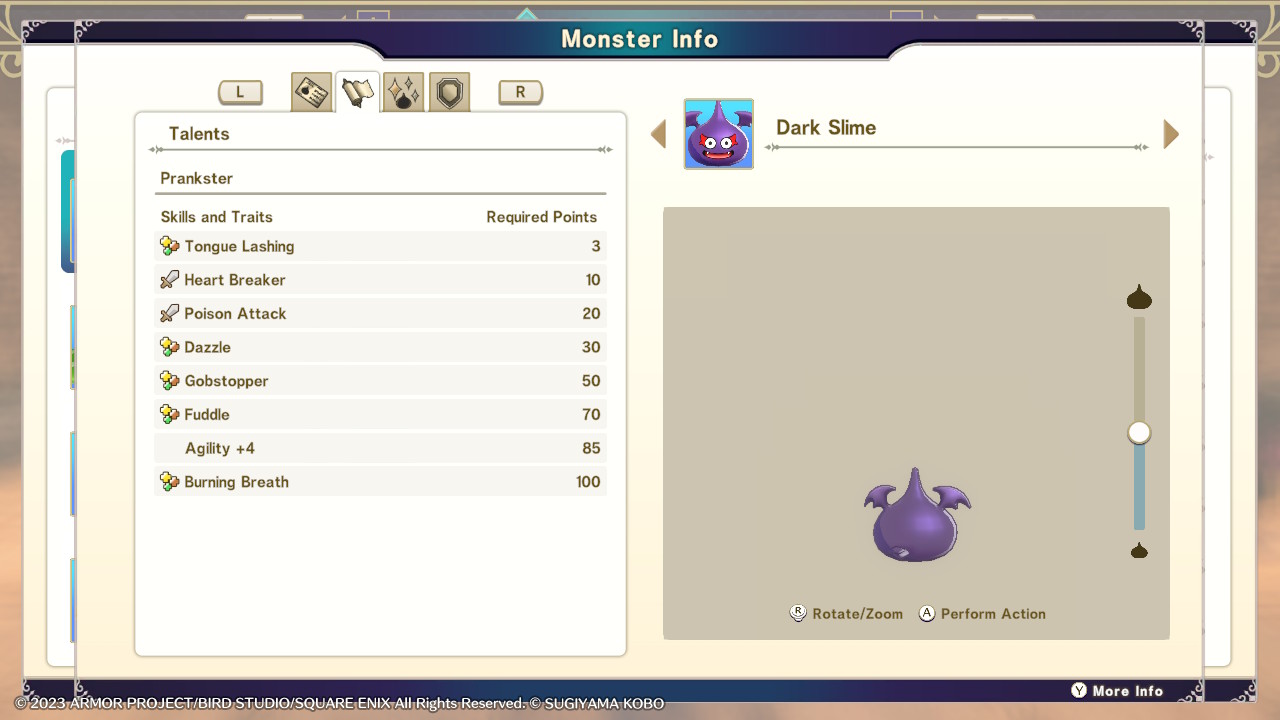 Monster Info
L
R
Talents
Dark Slime
Prankster
Skills and Traits Required Points
Tongue Lashing 3
Heart Breaker 10
Poison Attack 20
Dazzle 30
Gobstopper 50
Fuddle 70
Agility +4 85
Burning Breath 100
R Rotate/Zoom A Perform Action
Y More Info
© 2023 ARMOR PROJECT/BIRD STUDIO/SQUARE ENIX All Rights Reserved. © SUGIYAMA KOBO